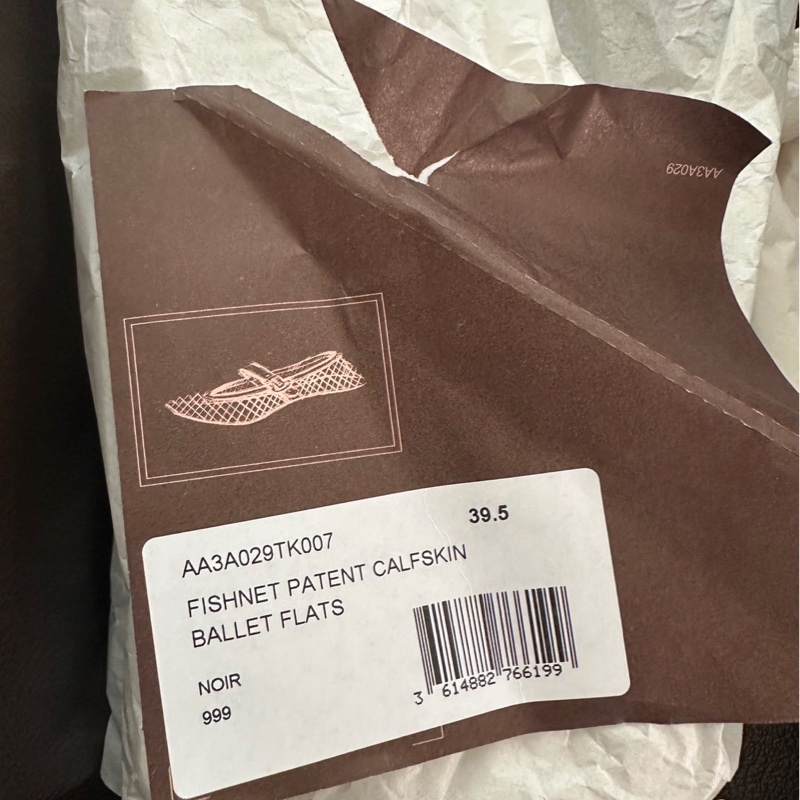 AA3A029
39.5
AA3A029TK007
FISHNET PATENT CALFSKIN
BALLET FLATS
NOIR
999
3 614882 766199